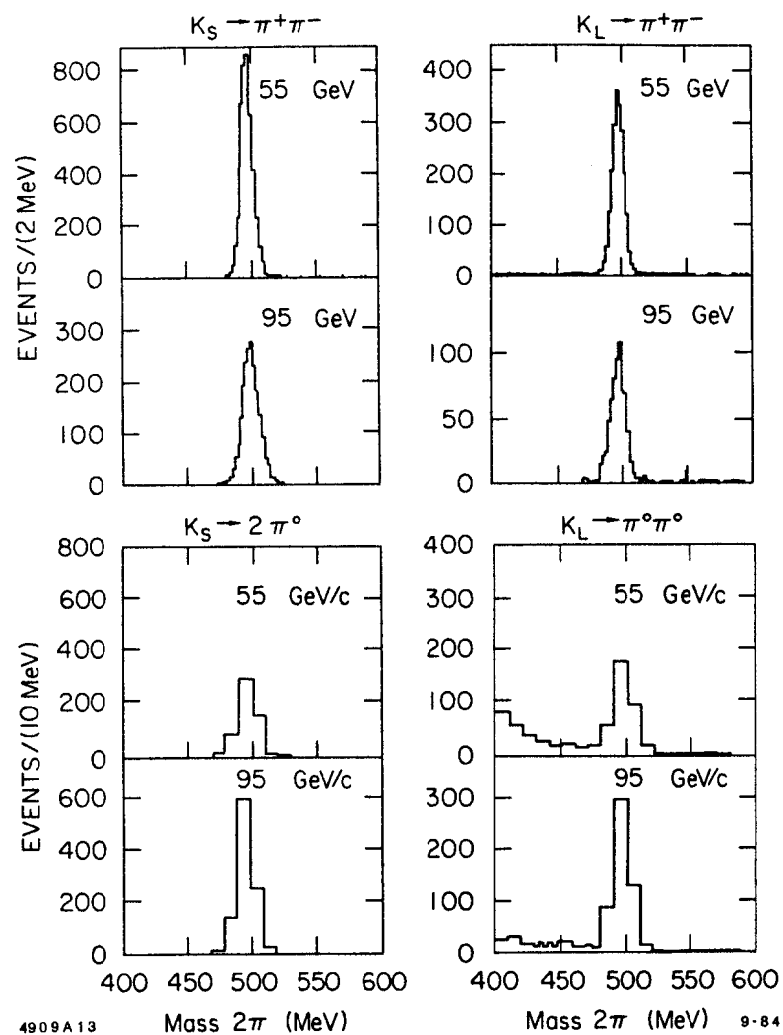 K_S → π⁺π⁻
K_L → π⁺π⁻
EVENTS/(2 MeV)
800
600
400
200
0
55 GeV
400
300
200
100
0
55 GeV
300
200
100
0
95 GeV
100
50
0
95 GeV
K_S → 2π°
K_L → π°π°
EVENTS/(10 MeV)
800
600
400
200
0
55 GeV/c
400
300
200
100
0
55 GeV/c
600
400
200
0
95 GeV/c
300
200
100
0
95 GeV/c
400 450 500 550 600
400 450 500 550 600
4909A13
Mass 2π (MeV)
Mass 2π (MeV)
9-84